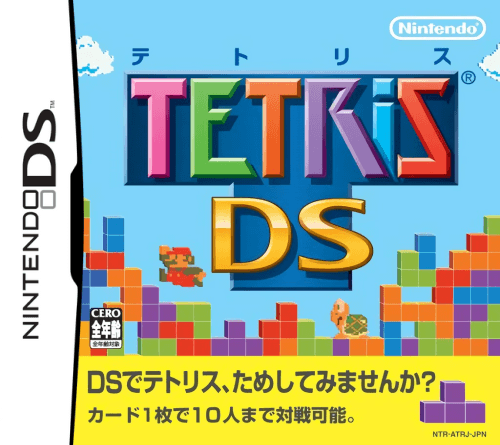 Nintendo®
テトリス
TETRiS®
DS
NINTENDO DS™
CERO
全年齢
全年齢対象
DSでテトリス、ためしてみませんか?
カード1枚で10人まで対戦可能。
NTR-ATRJ-JPN